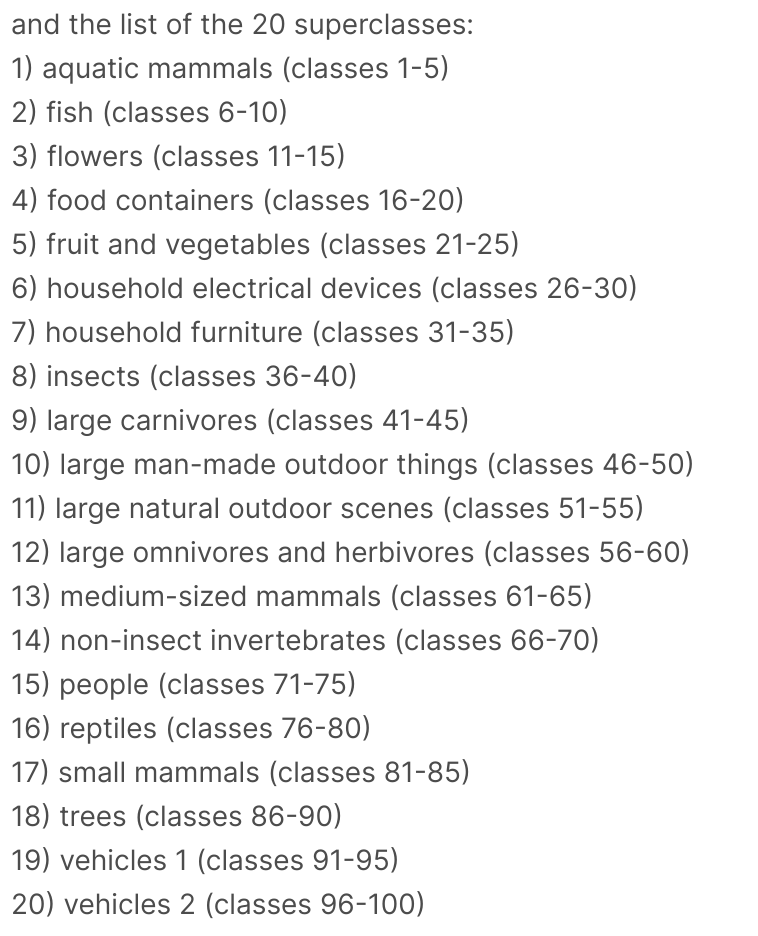 and the list of the 20 superclasses:
1) aquatic mammals (classes 1-5)
2) fish (classes 6-10)
3) flowers (classes 11-15)
4) food containers (classes 16-20)
5) fruit and vegetables (classes 21-25)
6) household electrical devices (classes 26-30)
7) household furniture (classes 31-35)
8) insects (classes 36-40)
9) large carnivores (classes 41-45)
10) large man-made outdoor things (classes 46-50)
11) large natural outdoor scenes (classes 51-55)
12) large omnivores and herbivores (classes 56-60)
13) medium-sized mammals (classes 61-65)
14) non-insect invertebrates (classes 66-70)
15) people (classes 71-75)
16) reptiles (classes 76-80)
17) small mammals (classes 81-85)
18) trees (classes 86-90)
19) vehicles 1 (classes 91-95)
20) vehicles 2 (classes 96-100)